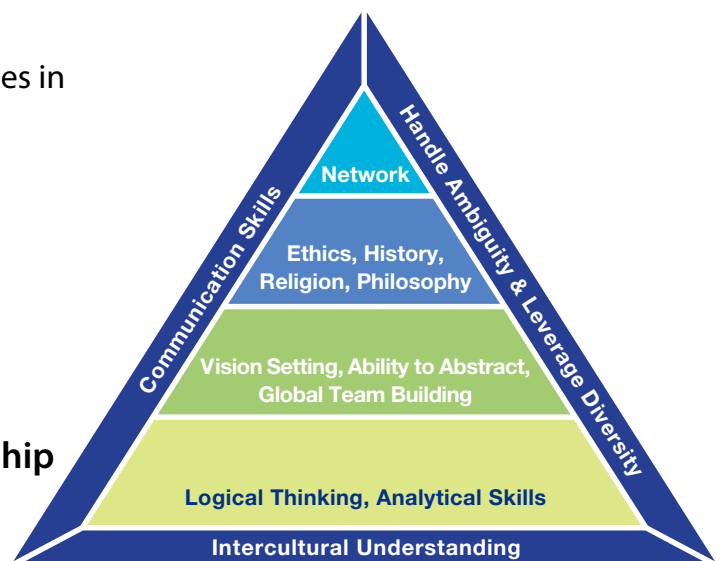 es in
hip
Communication Skills
Handle Ambiguity & Leverage Diversity
Network
Ethics, History,
Religion, Philosophy
Vision Setting, Ability to Abstract,
Global Team Building
Logical Thinking, Analytical Skills
Intercultural Understanding